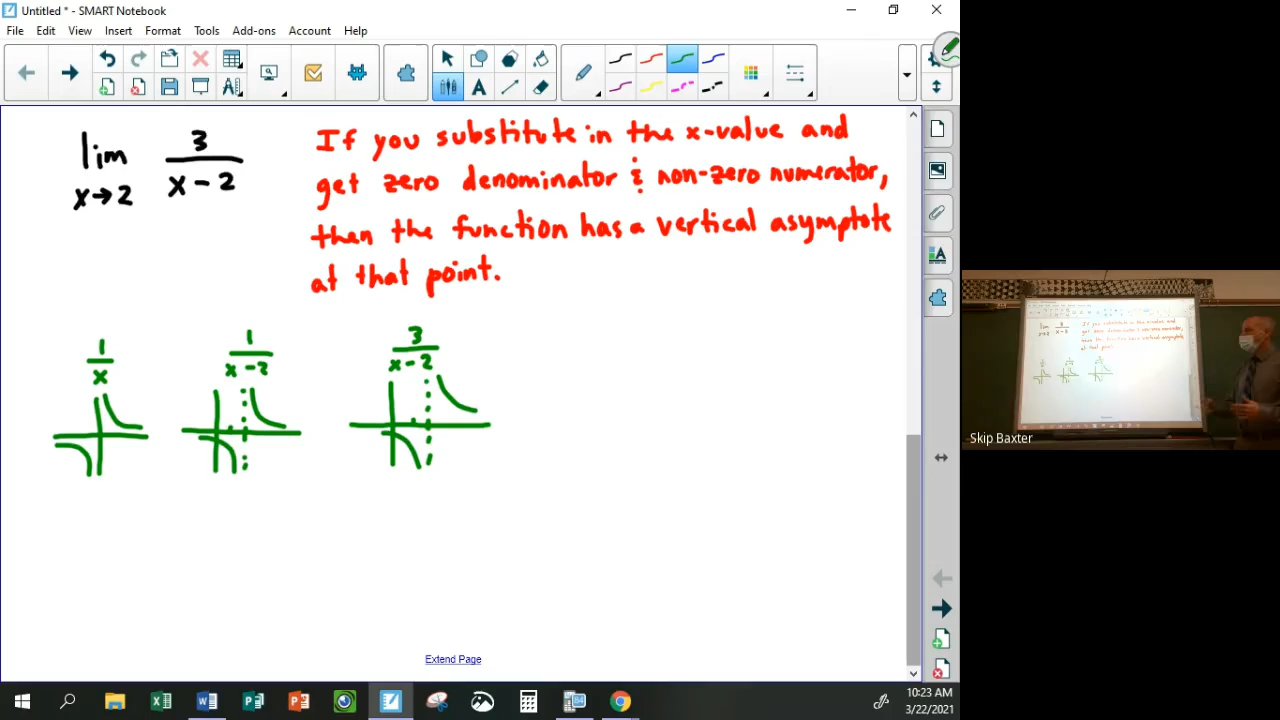 Untitled * - SMART Notebook
File Edit View Insert Format Tools Add-ons Account Help
lim x→2 3/(x-2)
If you substitute in the x-value and
get zero denominator & non-zero numerator,
then the function has a vertical asymptote
at that point.
1/x 1/(x-2) 3/(x-2)
Extend Page
Skip Baxter
10:23 AM
3/22/2021